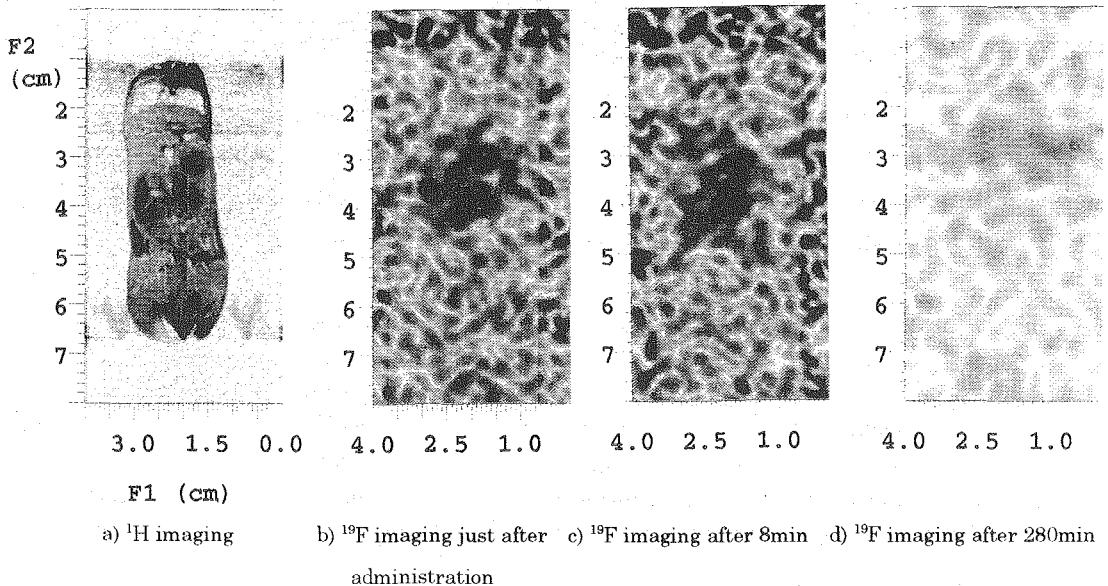 F2
(cm)
2
3
4
5
6
7
3.0 1.5 0.0
F1 (cm)
a) ¹H imaging
2
3
4
5
6
7
4.0 2.5 1.0
b) ¹⁹F imaging just after
administration
2
3
4
5
6
7
4.0 2.5 1.0
c) ¹⁹F imaging after 8min
2
3
4
5
6
7
4.0 2.5 1.0
d) ¹⁹F imaging after 280min